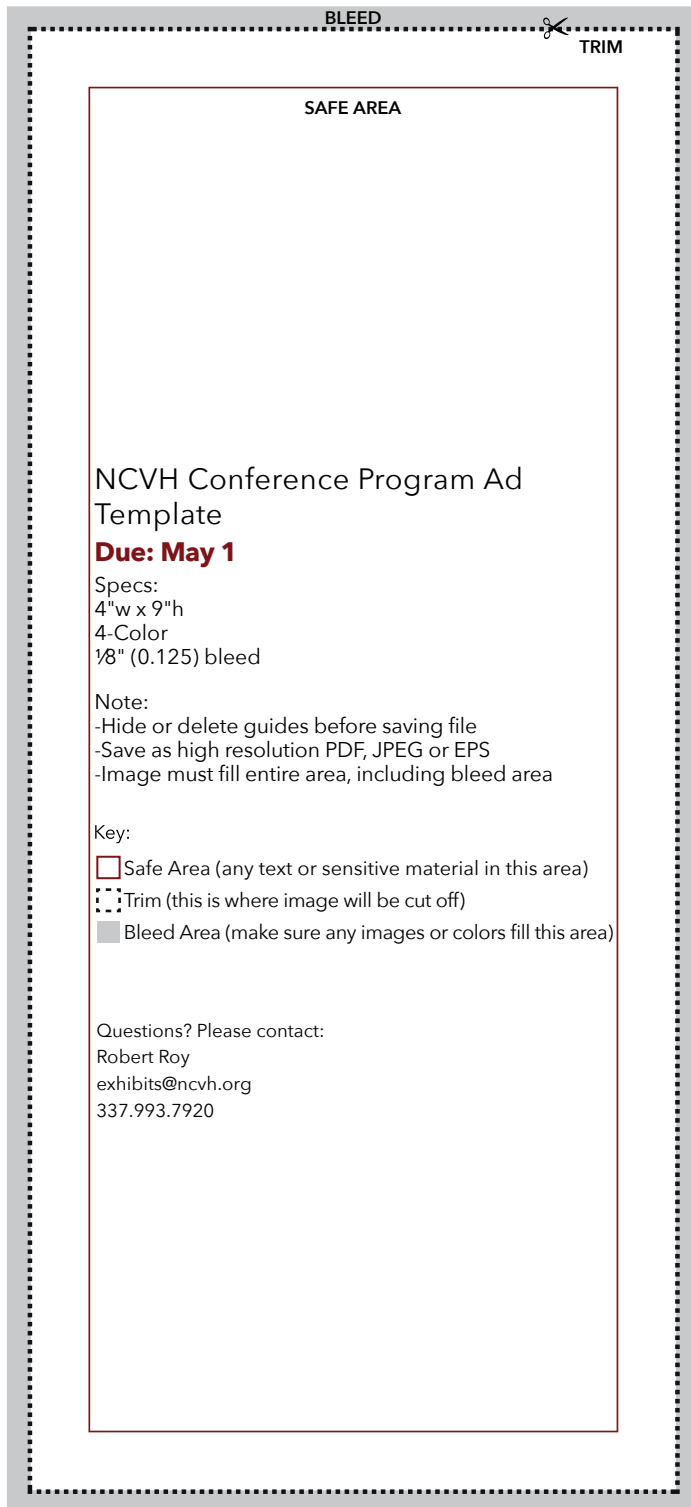 BLEED
TRIM
SAFE AREA
NCVH Conference Program Ad
Template
Due: May 1
Specs:
4"w x 9"h
4-Color
⅛" (0.125) bleed
Note:
-Hide or delete guides before saving file
-Save as high resolution PDF, JPEG or EPS
-Image must fill entire area, including bleed area
Key:
Safe Area (any text or sensitive material in this area)
Trim (this is where image will be cut off)
Bleed Area (make sure any images or colors fill this area)
Questions? Please contact:
Robert Roy
exhibits@ncvh.org
337.993.7920